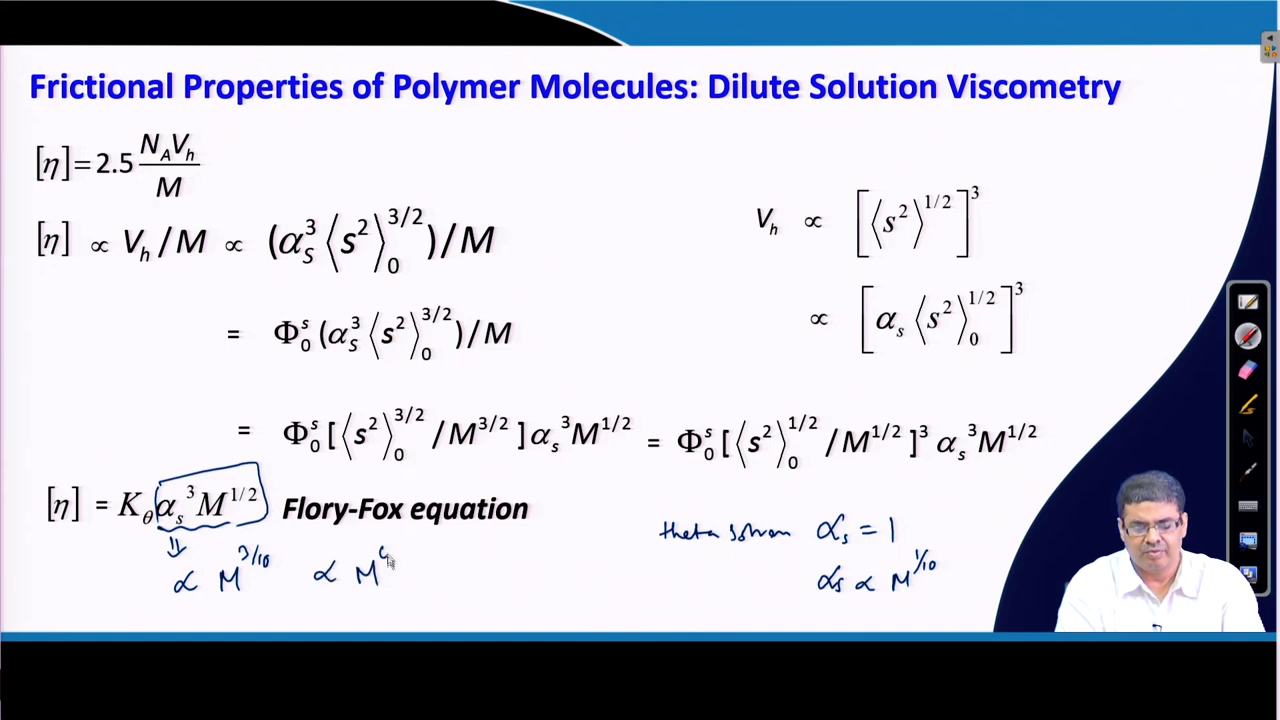 Frictional Properties of Polymer Molecules: Dilute Solution Viscometry
[η]=2.5 N_A V_h / M
[η] ∝ V_h /M ∝ (α_S^3 ⟨s^2⟩_0^{3/2})/M
= Φ_0^s (α_S^3 ⟨s^2⟩_0^{3/2})/M
= Φ_0^s [⟨s^2⟩_0^{3/2} /M^{3/2} ]α_s^3 M^{1/2} = Φ_0^s [⟨s^2⟩_0^{1/2} /M^{1/2} ]^3 α_s^3 M^{1/2}
[η] = K_θ α_s^3 M^{1/2} Flory-Fox equation
⇓
∝ M^{3/10} ∝ M
V_h ∝ [⟨s^2⟩^{1/2}]^3
∝ [α_s ⟨s^2⟩_0^{1/2}]^3
theta solven α_s = 1
α_s ∝ M^{1/10}